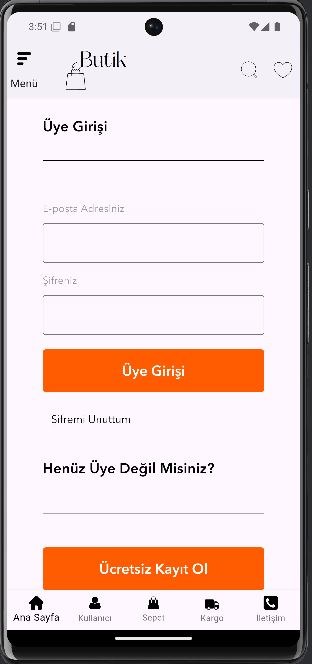 3:51
Butik
Menü
Üye Girişi
E-posta Adresiniz
Şifreniz
Üye Girişi
Şifremi Unuttum
Henüz Üye Değil Misiniz?
Ücretsiz Kayıt Ol
Ana Sayfa
Kullanıcı
Sepet
Kargo
İletişim